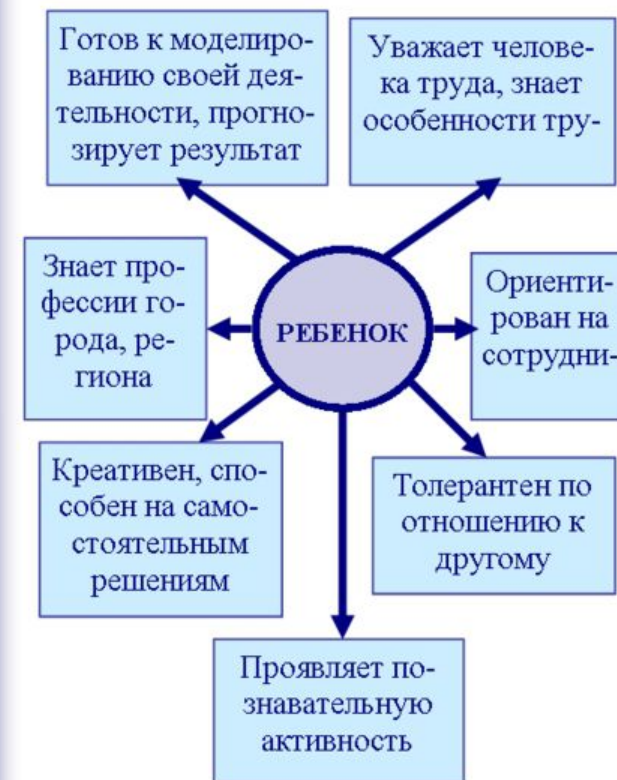 Готов к моделиро-
ванию своей дея-
тельности, прогно-
зирует результат
Уважает челове-
ка труда, знает
особенности тру-
Знает про-
фессии го-
рода, ре-
гиона
РЕБЕНОК
Ориенти-
рован на
сотрудни-
Креативен, спо-
собен на само-
стоятельным
решениям
Толерантен по
отношению к
другому
Проявляет по-
знавательную
активность